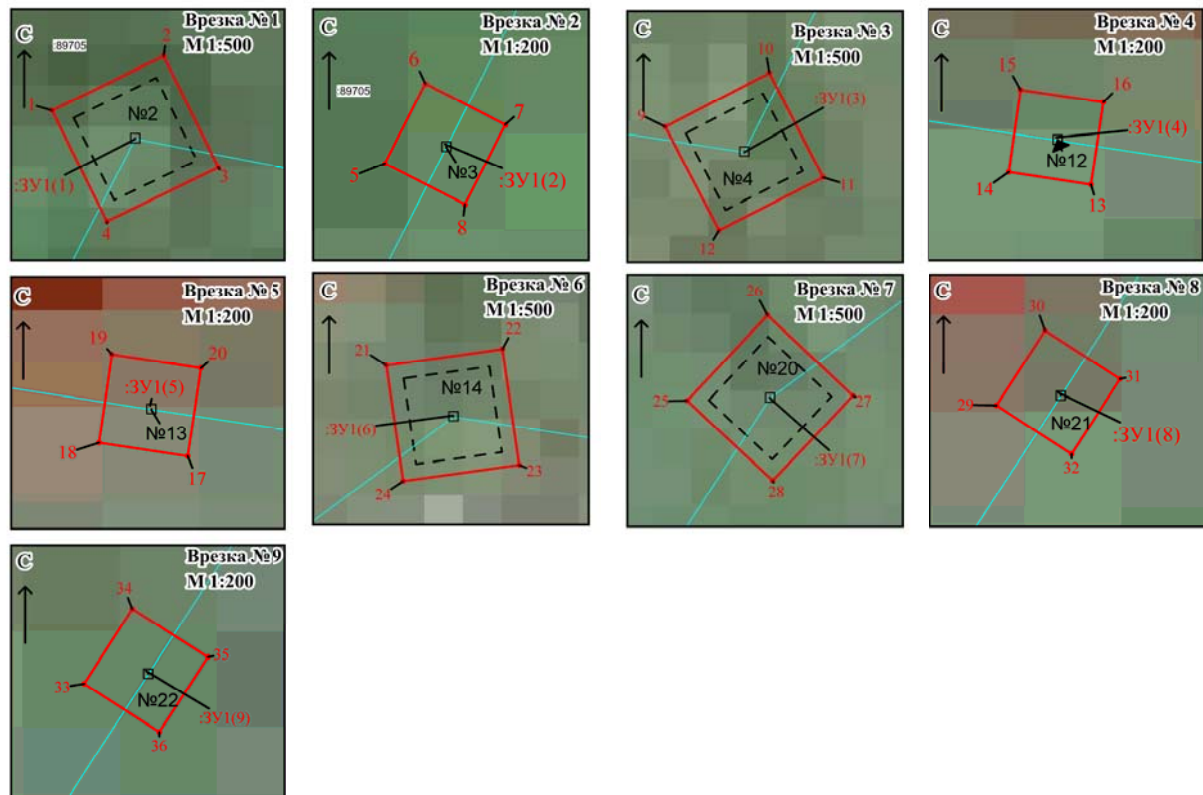 С
Врезка № 1
М 1:500
:89705
2
1
№2
3
:ЗУ1(1)
4
С
Врезка № 2
М 1:200
:89705
6
7
5
№3
:ЗУ1(2)
8
С
Врезка № 3
М 1:500
10
9
:ЗУ1(3)
№4
11
12
С
Врезка № 4
М 1:200
15
16
:ЗУ1(4)
№12
14
13
С
Врезка № 5
М 1:200
19
20
:ЗУ1(5)
№13
18
17
С
Врезка № 6
М 1:500
22
21
№14
:ЗУ1(6)
23
24
С
Врезка № 7
М 1:500
26
№20
25
27
:ЗУ1(7)
28
С
Врезка № 8
М 1:200
30
31
29
№21
:ЗУ1(8)
32
С
Врезка № 9
М 1:200
34
35
33
№22
:ЗУ1(9)
36